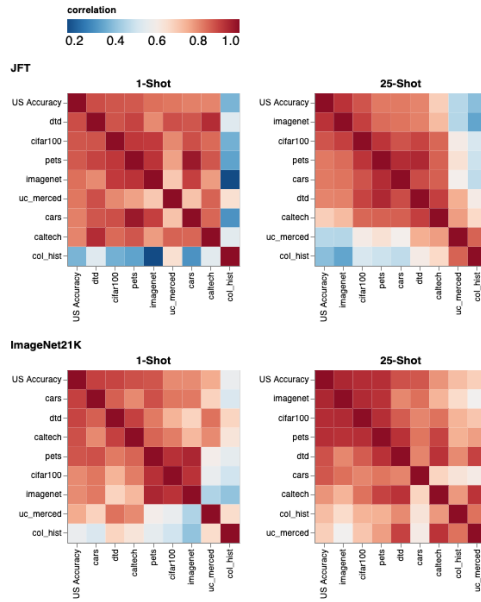 correlation
0.2 0.4 0.6 0.8 1.0
JFT
1-Shot
US Accuracy
dtd
cifar100
pets
imagenet
uc_merced
cars
caltech
col_hist
US Accuracy
dtd
cifar100
pets
imagenet
uc_merced
cars
caltech
col_hist
25-Shot
US Accuracy
imagenet
cifar100
pets
cars
dtd
caltech
uc_merced
col_hist
US Accuracy
imagenet
cifar100
pets
cars
dtd
caltech
uc_merced
col_hist
ImageNet21K
1-Shot
US Accuracy
cars
dtd
caltech
pets
cifar100
imagenet
uc_merced
col_hist
US Accuracy
cars
dtd
caltech
pets
cifar100
imagenet
uc_merced
col_hist
25-Shot
US Accuracy
imagenet
cifar100
pets
dtd
cars
caltech
col_hist
uc_merced
US Accuracy
imagenet
cifar100
pets
dtd
cars
caltech
col_hist
uc_merced